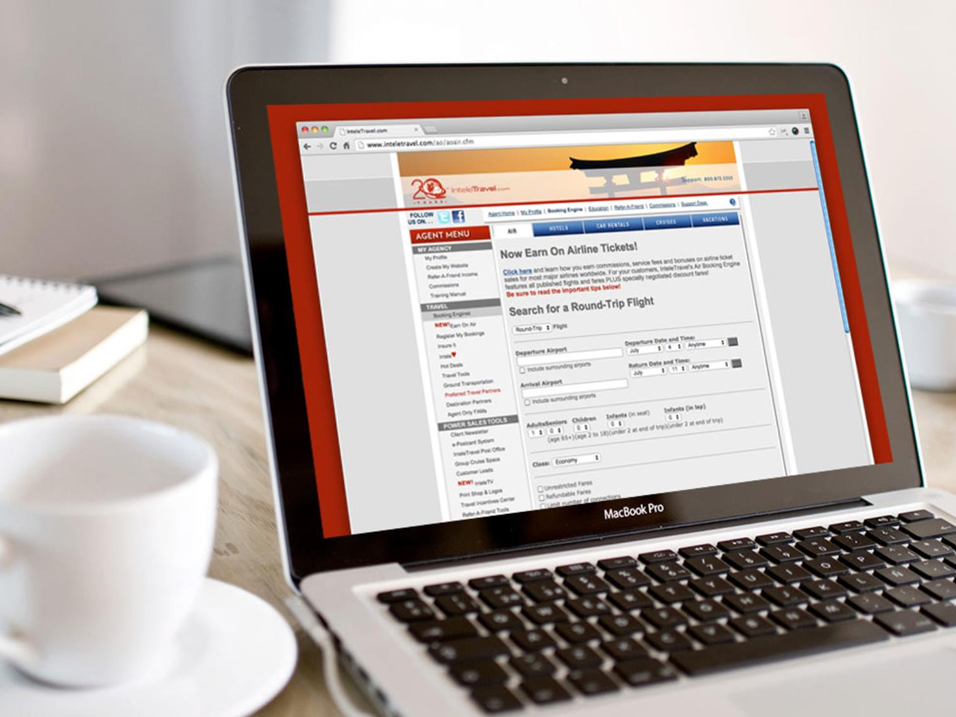 InteleTravel.com
www.inteletravel.com/ao/aoair.cfm
20
YEARS
InteleTravel.com
Support: 800.873.5353
FOLLOW
US ON. . .
Agent Home | My Profile | Booking Engine | Education | Refer-A-Friend | Commissions | Support Desk
AIR HOTELS CAR RENTALS CRUISES VACATIONS
AGENT MENU
MY AGENCY
My Profile
Create My Website
Refer-A-Friend Income
Commissions
Training Manual
TRAVEL
Booking Engines
NEW! Earn On Air
Register My Bookings
Insure It
Hot Deals
Travel Tools
Ground Transportation
Preferred Travel Partners
Destination Partners
Agent Only FAMs
POWER SALES TOOLS
Client Newsletter
e-Postcard System
InteleTravel Post Office
Group Cruise Space
Customer Leads
NEW! InteleTV
Print Shop & Logos
Travel Incentives Center
Refer-A-Friend Tools
Now Earn On Airline Tickets!
Click here and learn how you earn commissions, service fees and bonuses on airline ticket
sales for most major airlines worldwide. For your customers, InteleTravel's Air Booking Engine
features all published flights and fares PLUS specially negotiated discount fares!
Be sure to read the important tips below!
Search for a Round-Trip Flight
Round-Trip Flight
Departure Airport
Include surrounding airports
Departure Date and Time:
July 4 Anytime
Arrival Airport
Include surrounding airports
Return Date and Time:
July 11 Anytime
Adults Seniors Children Infants (in seat) Infants (in lap)
1 0 0 0 0
(age 65+)(age 2 to 18)(under 2 at end of trip)(under 2 at end of trip)
Class: Economy
Unrestricted Fares
Refundable Fares
Limit number of connections
MacBook Pro